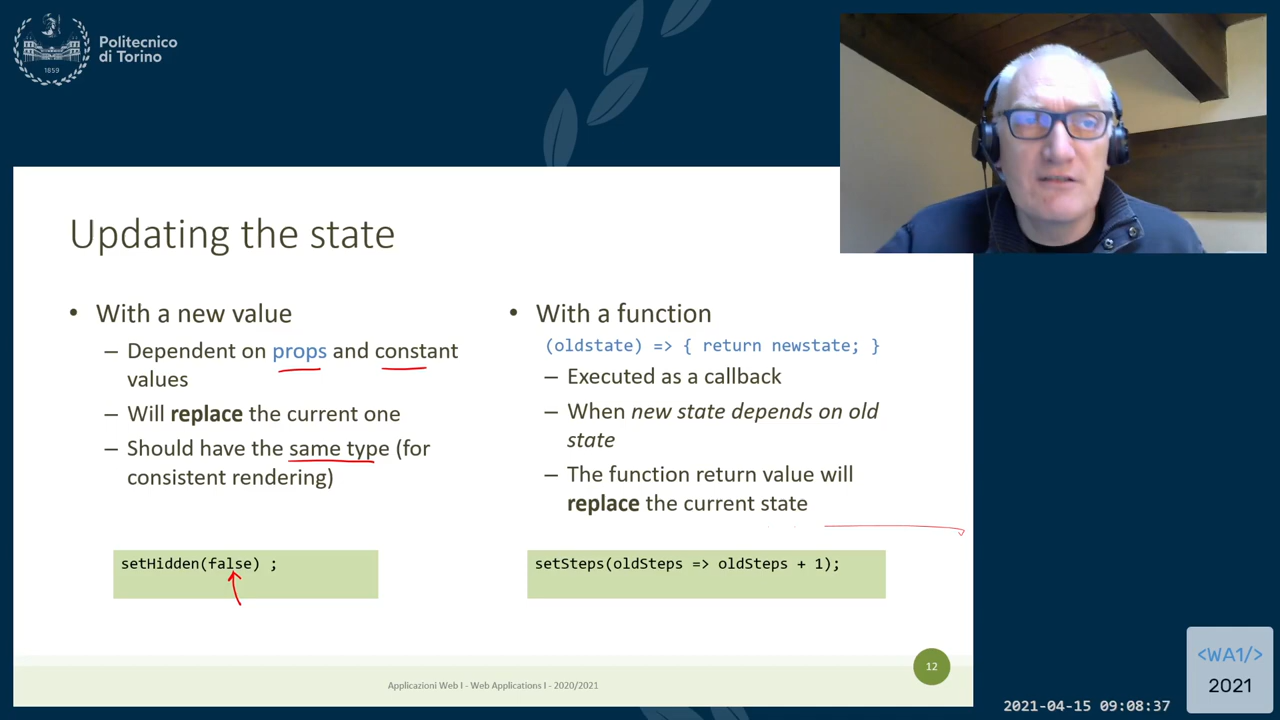 Politecnico
di Torino
1859
Updating the state
• With a new value
– Dependent on props and constant
values
– Will replace the current one
– Should have the same type (for
consistent rendering)
setHidden(false) ;
• With a function
(oldstate) => { return newstate; }
– Executed as a callback
– When new state depends on old
state
– The function return value will
replace the current state
setSteps(oldSteps => oldSteps + 1);
Applicazioni Web I - Web Applications I - 2020/2021
12
<WA1/>
2021
2021-04-15 09:08:37